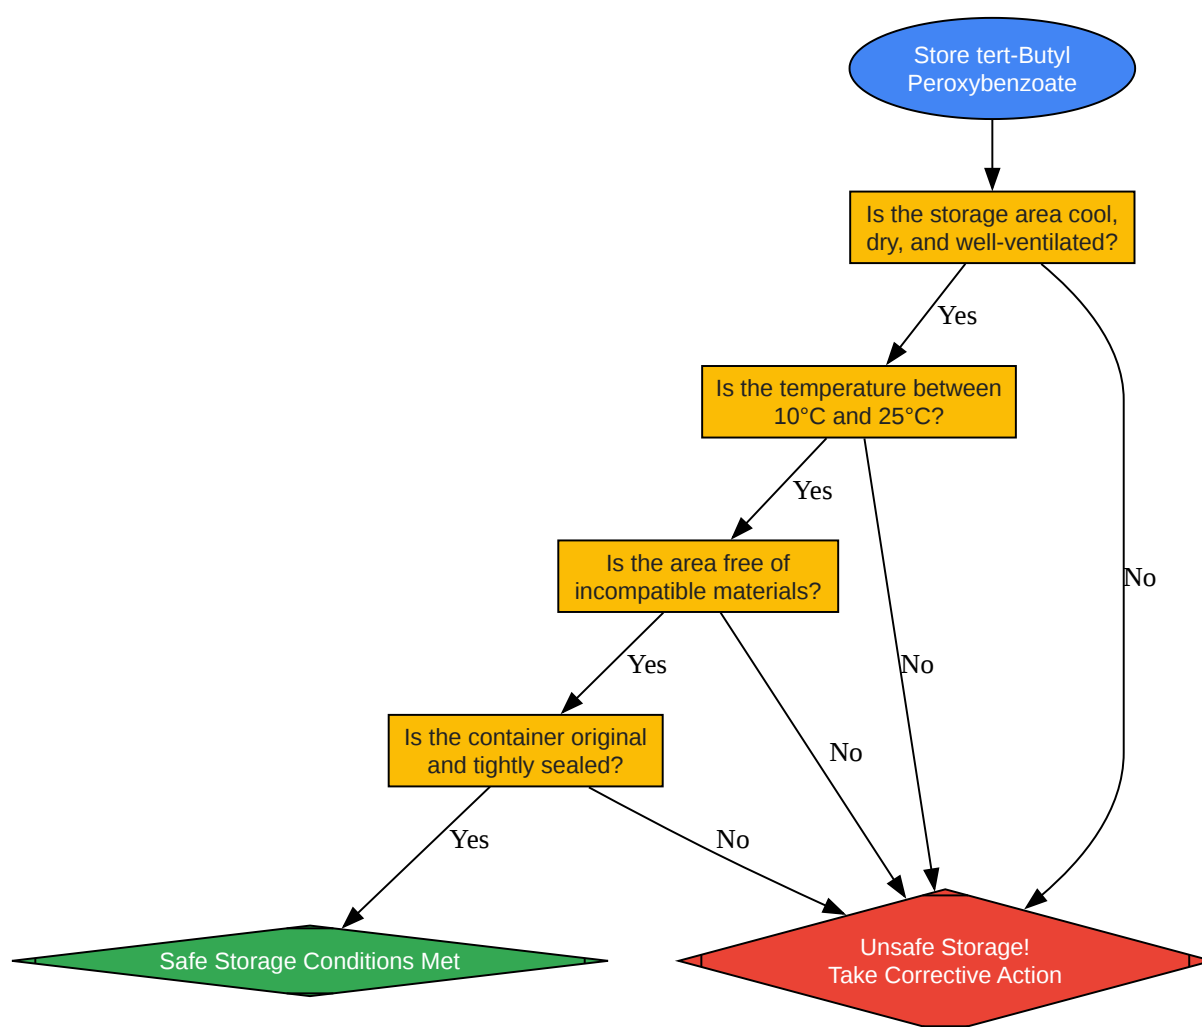 Store tert-Butyl
Peroxybenzoate
Is the storage area cool,
dry, and well-ventilated?
Yes
Is the temperature between
10°C and 25°C?
Yes
Is the area free of
incompatible materials?
No
Yes
No
Is the container original
and tightly sealed?
No
Yes
No
Safe Storage Conditions Met
Unsafe Storage!
Take Corrective Action